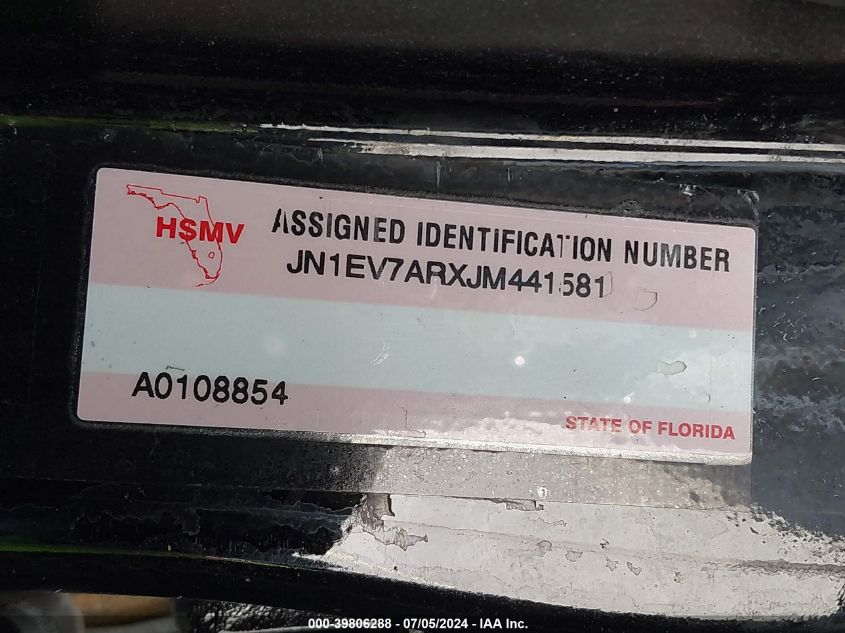 HSMV
ASSIGNED IDENTIFICATION NUMBER
JN1EV7ARXJM441581
A0108854
STATE OF FLORIDA
000-39806288 - 07/05/2024 - IAA Inc.